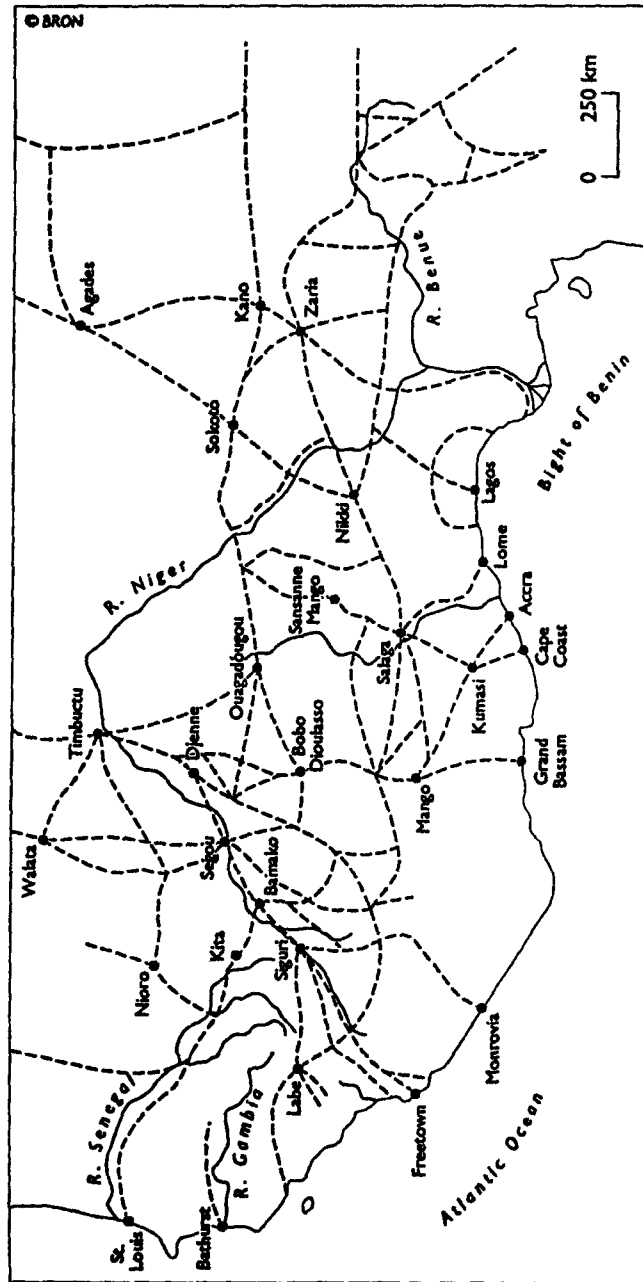 © BRON
Agades
Kano
Zaria
Sokoto
R. Benue
0 250 km
R. Niger
Nikki
Lagos
Bight of Benin
Timbuctu
Ouagadougou
Sansanne
Mango
Salaga
Lome
Accra
Cape
Coast
Kumasi
Djenne
Bobo
Dioulasso
Mango
Grand
Bassam
Walata
Segou
Bamako
Nioro
Kita
Siguri
Monrovia
R. Senegal
Labe
Freetown
St.
Louis
Bathurst
R. Gambia
Atlantic Ocean